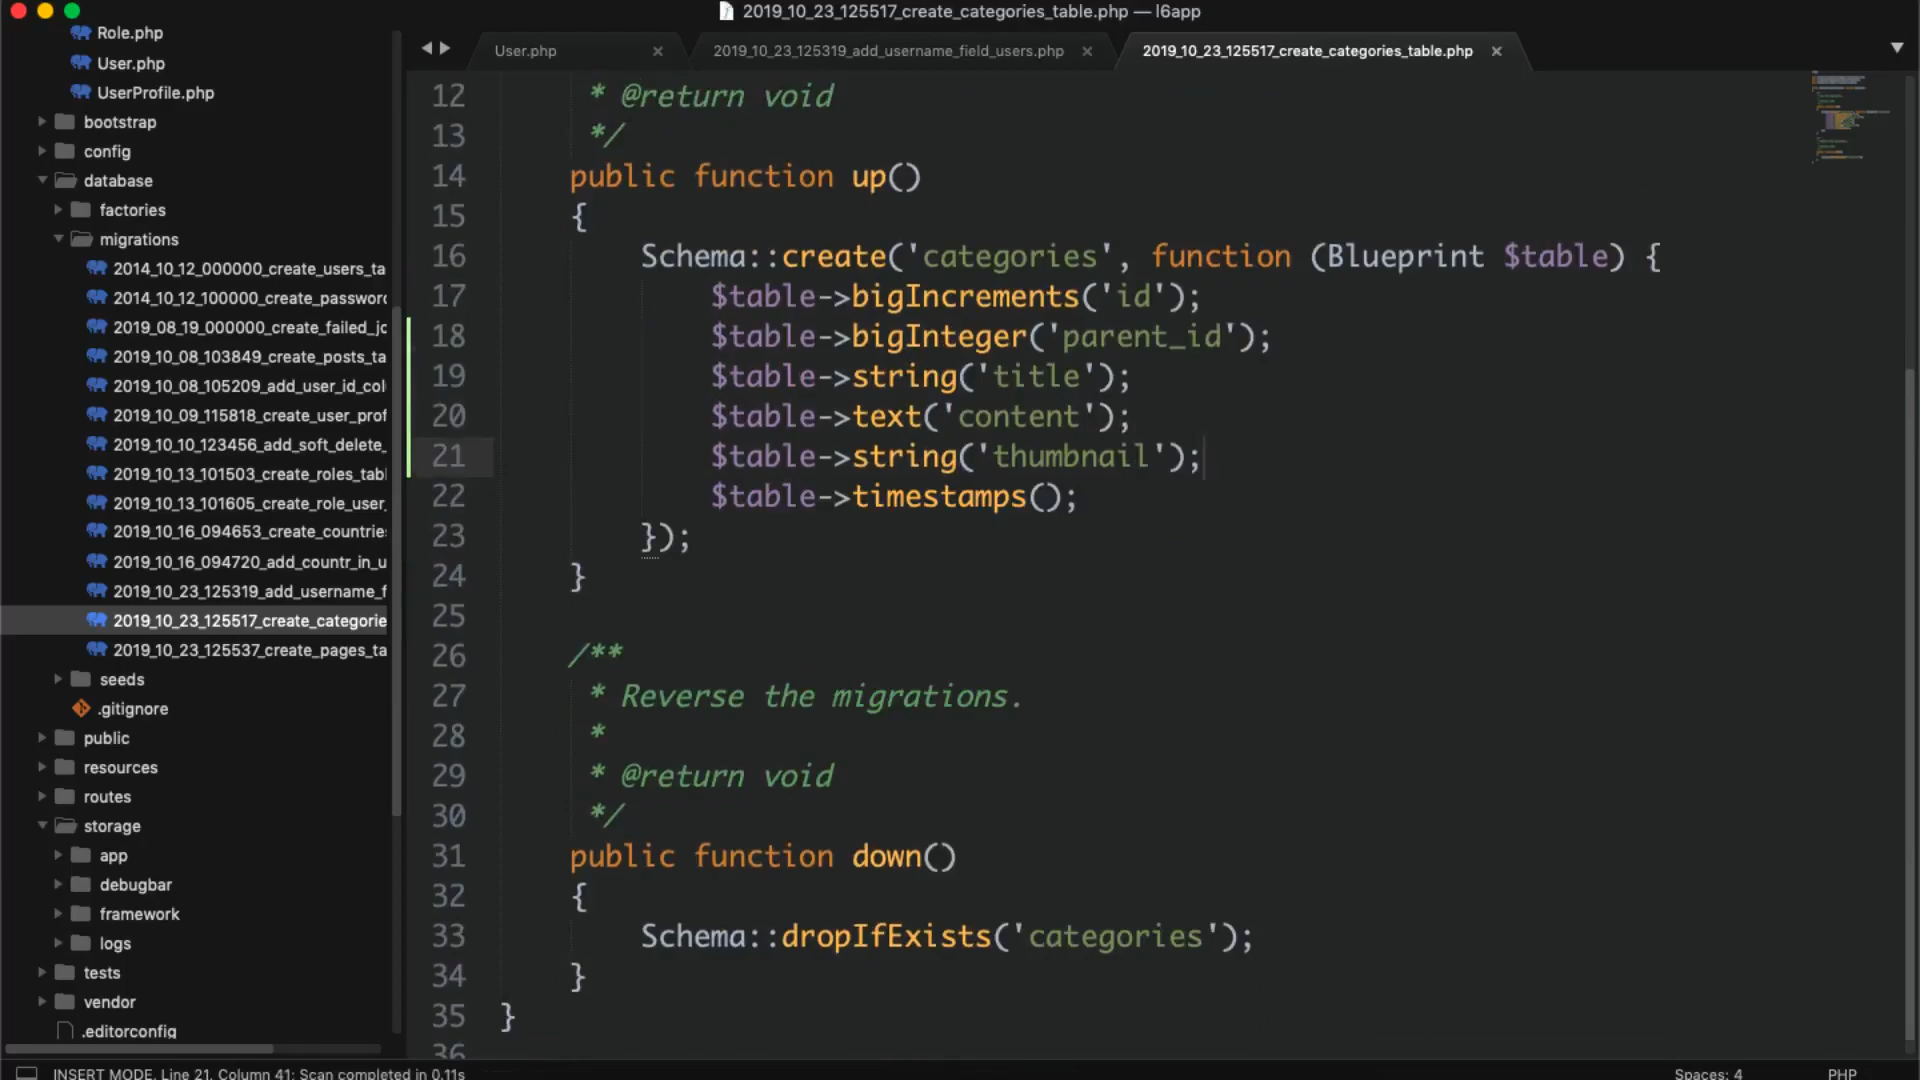 2019_10_23_125517_create_categories_table.php — l6app
Role.php
User.php
UserProfile.php
bootstrap
config
database
factories
migrations
2014_10_12_000000_create_users_ta
2014_10_12_100000_create_password
2019_08_19_000000_create_failed_jo
2019_10_08_103849_create_posts_ta
2019_10_08_105209_add_user_id_col
2019_10_09_115818_create_user_prof
2019_10_10_123456_add_soft_delete_
2019_10_13_101503_create_roles_tabl
2019_10_13_101605_create_role_user_
2019_10_16_094653_create_countries
2019_10_16_094720_add_countr_in_u
2019_10_23_125319_add_username_f
2019_10_23_125517_create_categorie
2019_10_23_125537_create_pages_ta
seeds
.gitignore
public
resources
routes
storage
app
debugbar
framework
logs
tests
vendor
.editorconfig
User.php × 2019_10_23_125319_add_username_field_users.php × 2019_10_23_125517_create_categories_table.php ×
12 * @return void
13 */
14 public function up()
15 {
16 Schema::create('categories', function (Blueprint $table) {
17 $table->bigIncrements('id');
18 $table->bigInteger('parent_id');
19 $table->string('title');
20 $table->text('content');
21 $table->string('thumbnail');
22 $table->timestamps();
23 });
24 }
25
26 /**
27 * Reverse the migrations.
28 *
29 * @return void
30 */
31 public function down()
32 {
33 Schema::dropIfExists('categories');
34 }
35 }
36
INSERT MODE, Line 21, Column 41; Scan completed in 0.11s
Spaces: 4 PHP